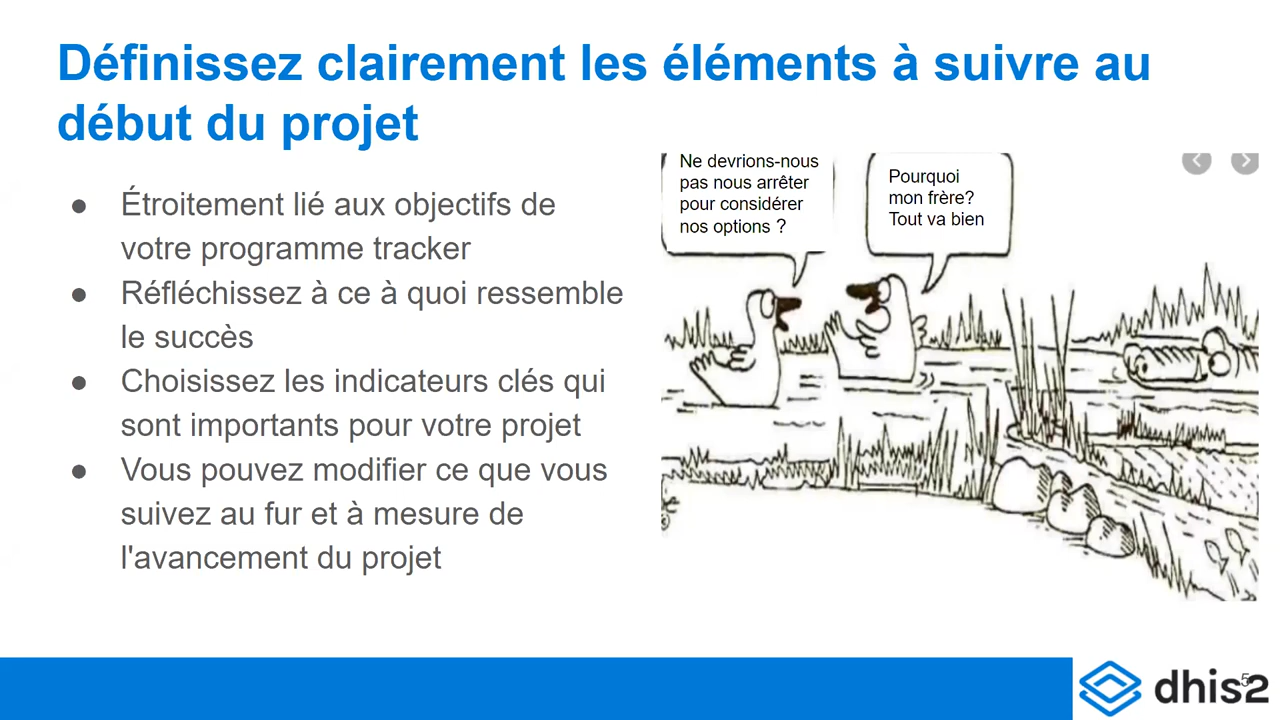 Définissez clairement les éléments à suivre au
début du projet
● Étroitement lié aux objectifs de
votre programme tracker
● Réfléchissez à ce à quoi ressemble
le succès
● Choisissez les indicateurs clés qui
sont importants pour votre projet
● Vous pouvez modifier ce que vous
suivez au fur et à mesure de
l'avancement du projet
Ne devrions-nous
pas nous arrêter
pour considérer
nos options ?
Pourquoi
mon frère?
Tout va bien
dhis2
5